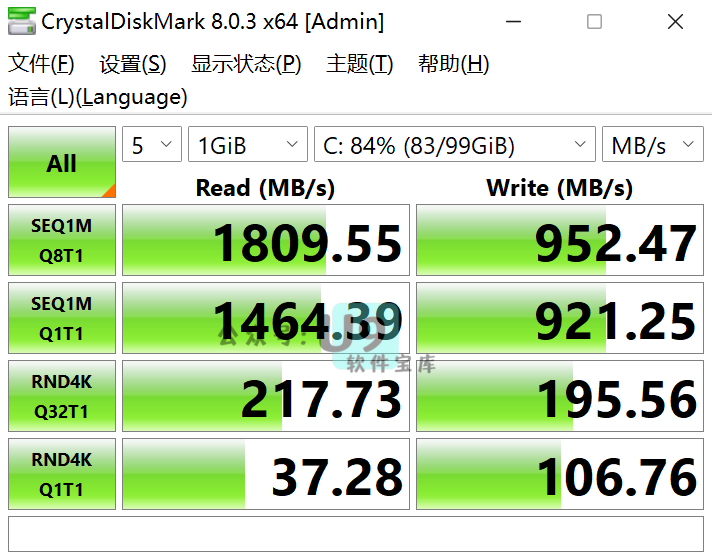 CrystalDiskMark 8.0.3 x64 [Admin]
文件(F) 设置(S) 显示状态(P) 主题(T) 帮助(H)
语言(L)(Language)
All 5 1GiB C: 84% (83/99GiB) MB/s
Read (MB/s) Write (MB/s)
SEQ1M
Q8T1
1809.55 952.47
SEQ1M
Q1T1
1464.39 921.25
公众号：U9
软件宝库
RND4K
Q32T1
217.73 195.56
RND4K
Q1T1
37.28 106.76